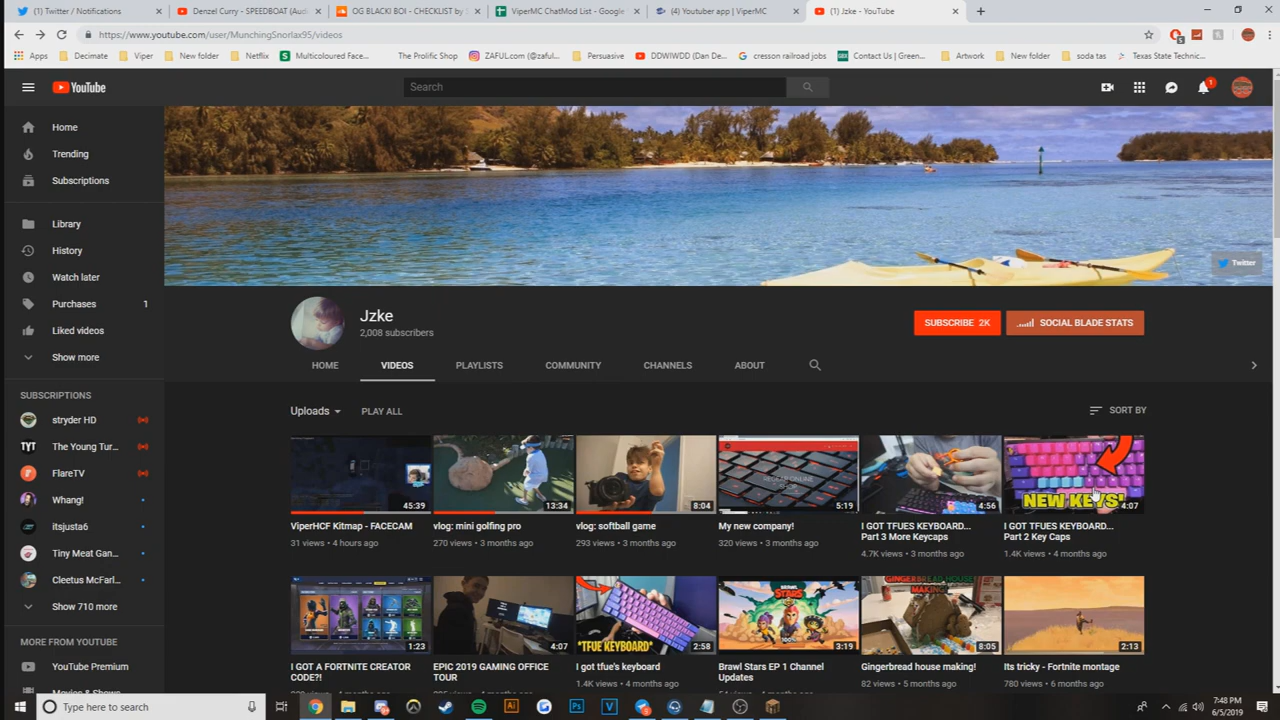 (1) Twitter / Notifications
Denzel Curry - SPEEDBOAT (Audi
OG BLACKI BOI - CHECKLIST by
ViperMC ChatMod List - Google
(4) Youtuber app | ViperMC
(1) Jzke - YouTube
https://www.youtube.com/user/MunchingSnorlax95/videos
Apps
Decimate
Viper
New folder
Netflix
Multicoloured Face...
The Prolific Shop
ZAFUL.com (@zaful...
Persuasive
DDWIWDD (Dan De...
cresson railroad jobs
Contact Us | Green...
Artwork
New folder
soda tas
Texas State Technic...
YouTube
Search
1
Home
Trending
Subscriptions
Library
History
Watch later
Purchases 1
Liked videos
Show more
SUBSCRIPTIONS
stryder HD
The Young Tur...
FlareTV
Whang!
itsjusta6
Tiny Meat Gan...
Cleetus McFarl...
Show 710 more
MORE FROM YOUTUBE
YouTube Premium
Twitter
Jzke
2,008 subscribers
SUBSCRIBE 2K
SOCIAL BLADE STATS
HOME VIDEOS PLAYLISTS COMMUNITY CHANNELS ABOUT
Uploads
PLAY ALL
SORT BY
45:39
13:34
8:04
5:19
4:56
NEW KEYS!
4:07
ViperHCF Kitmap - FACECAM
31 views • 4 hours ago
vlog: mini golfing pro
270 views • 3 months ago
vlog: softball game
293 views • 3 months ago
My new company!
320 views • 3 months ago
I GOT TFUES KEYBOARD...
Part 3 More Keycaps
4.7K views • 3 months ago
I GOT TFUES KEYBOARD...
Part 2 Key Caps
1.4K views • 4 months ago
1:23
4:07
*TFUE KEYBOARD*
2:58
BRAWL STARS
3:19
GINGERBREAD HOUSE
MAKING!
8:05
2:13
I GOT A FORTNITE CREATOR
CODE?!
EPIC 2019 GAMING OFFICE
TOUR
I got tfue's keyboard
1.4K views • 4 months ago
Brawl Stars EP 1 Channel
Updates
Gingerbread house making!
82 views • 6 months ago
Its tricky - Fortnite montage
780 views • 6 months ago
Type here to search
7:48 PM
6/5/2019